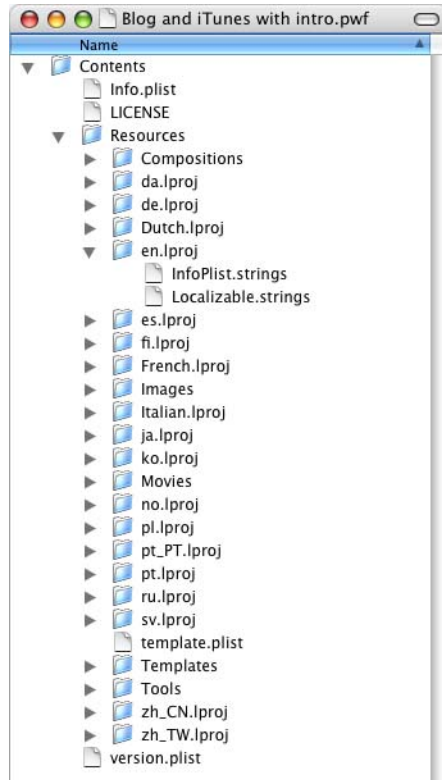 Blog and iTunes with intro.pwf
Name
Contents
Info.plist
LICENSE
Resources
Compositions
da.lproj
de.lproj
Dutch.lproj
en.lproj
InfoPlist.strings
Localizable.strings
es.lproj
fi.lproj
French.lproj
Images
Italian.lproj
ja.lproj
ko.lproj
Movies
no.lproj
pl.lproj
pt_PT.lproj
pt.lproj
ru.lproj
sv.lproj
template.plist
Templates
Tools
zh_CN.lproj
zh_TW.lproj
version.plist